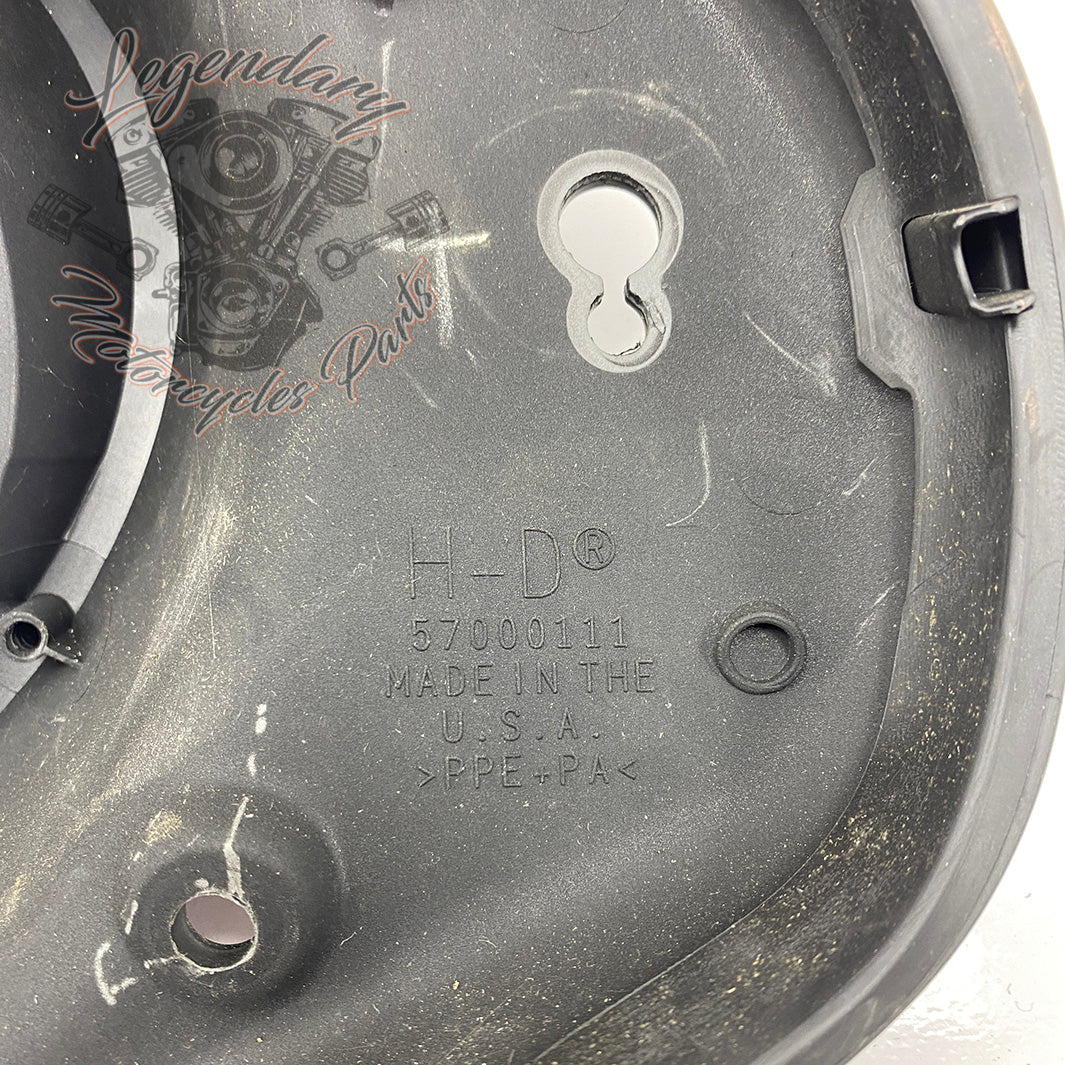 Legendary
Motorcycles Parts
H-D®
57000111
MADE IN THE
U.S.A.
>PPE+PA<